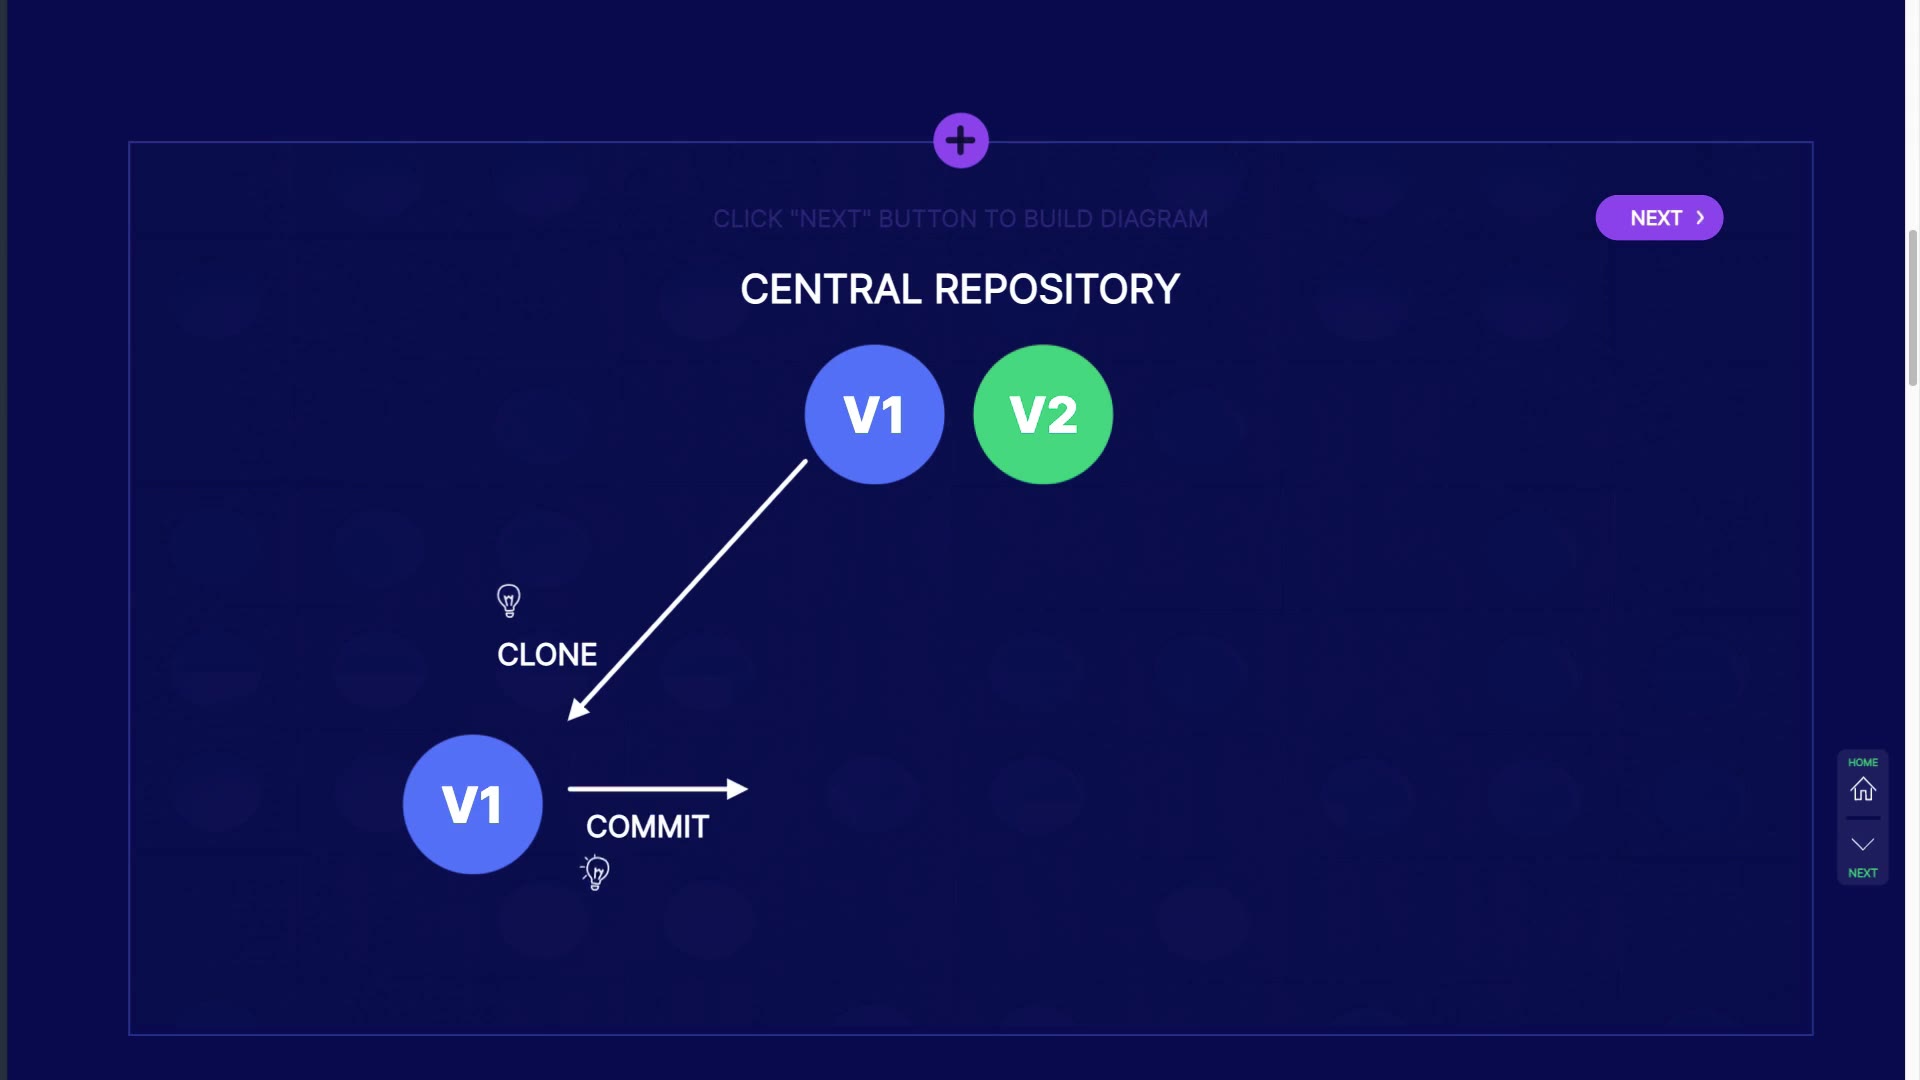 CLICK "NEXT" BUTTON TO BUILD DIAGRAM
NEXT
CENTRAL REPOSITORY
V1
V2
CLONE
V1
COMMIT
HOME
NEXT